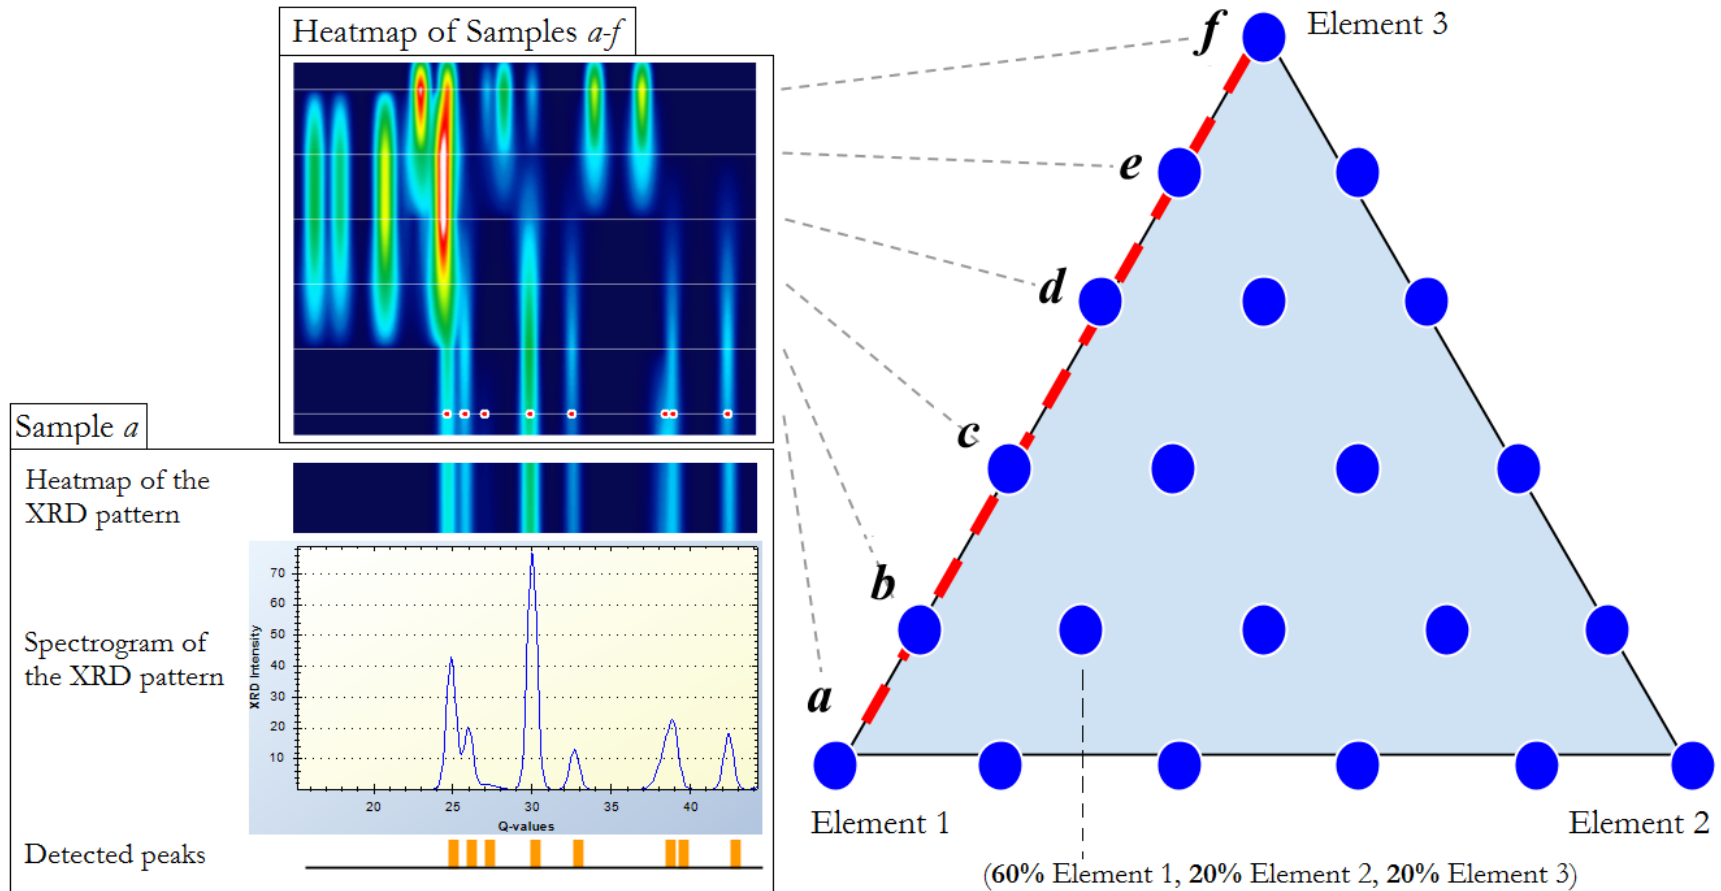 Heatmap of Samples a-f
f
Element 3
e
d
c
b
a
Sample a
Heatmap of the
XRD pattern
Spectrogram of
the XRD pattern
XRD Intensity
70
60
50
40
30
20
10
20 25 30 35 40
Q-values
Detected peaks
Element 1
Element 2
(60% Element 1, 20% Element 2, 20% Element 3)